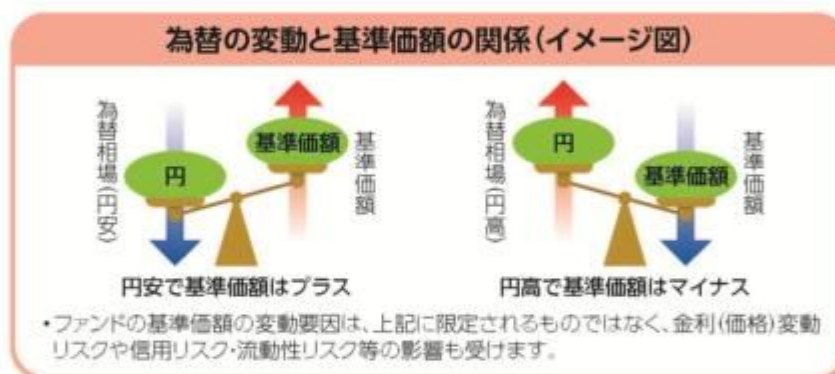 為替の変動と基準価額の関係(イメージ図)
為替相場(円安)
円
基準価額
基準価額
円安で基準価額はプラス
為替相場(円高)
円
基準価額
基準価額
円高で基準価額はマイナス
・ファンドの基準価額の変動要因は、上記に限定されるものではなく、金利(価格)変動
リスクや信用リスク・流動性リスク等の影響も受けます。